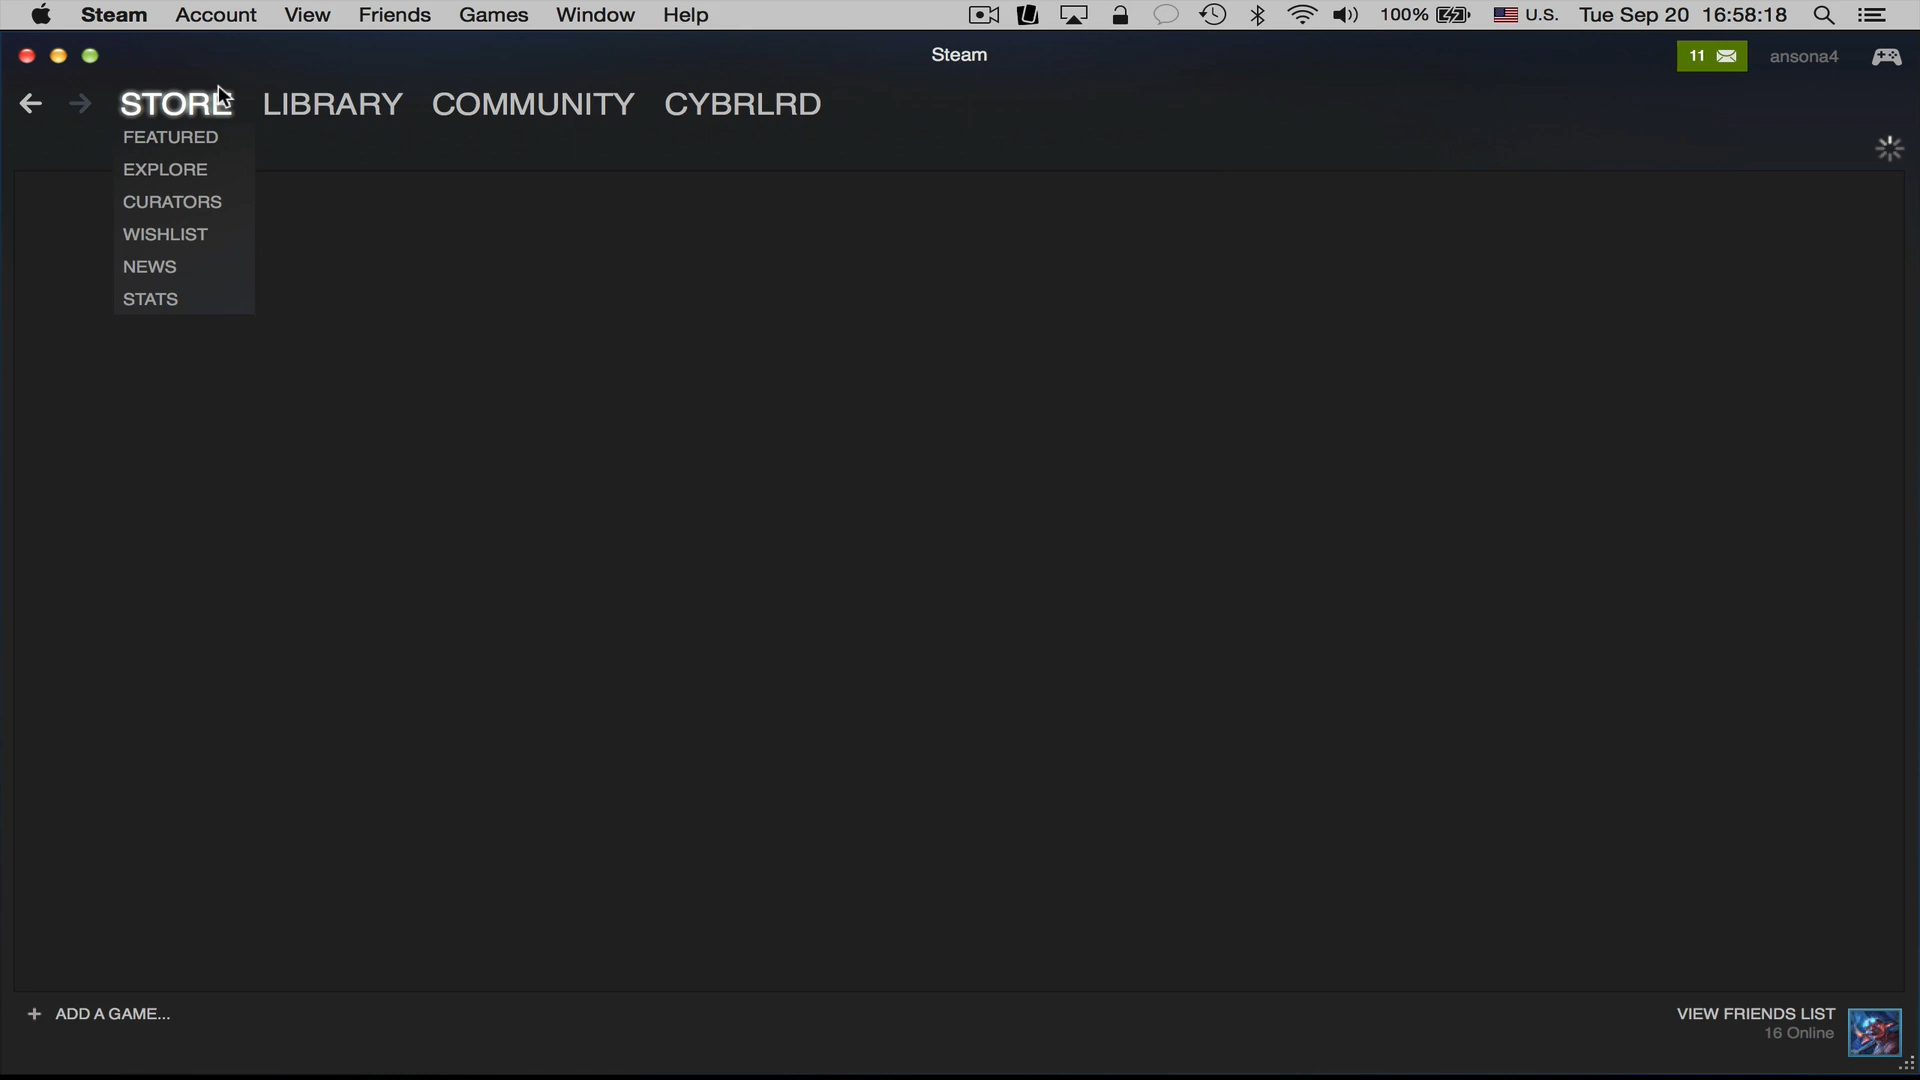 Steam Account View Friends Games Window Help 100% U.S. Tue Sep 20 16:58:18
Steam
11 ansona4
STORE LIBRARY COMMUNITY CYBRLRD
FEATURED
EXPLORE
CURATORS
WISHLIST
NEWS
STATS
+ ADD A GAME... VIEW FRIENDS LIST
16 Online